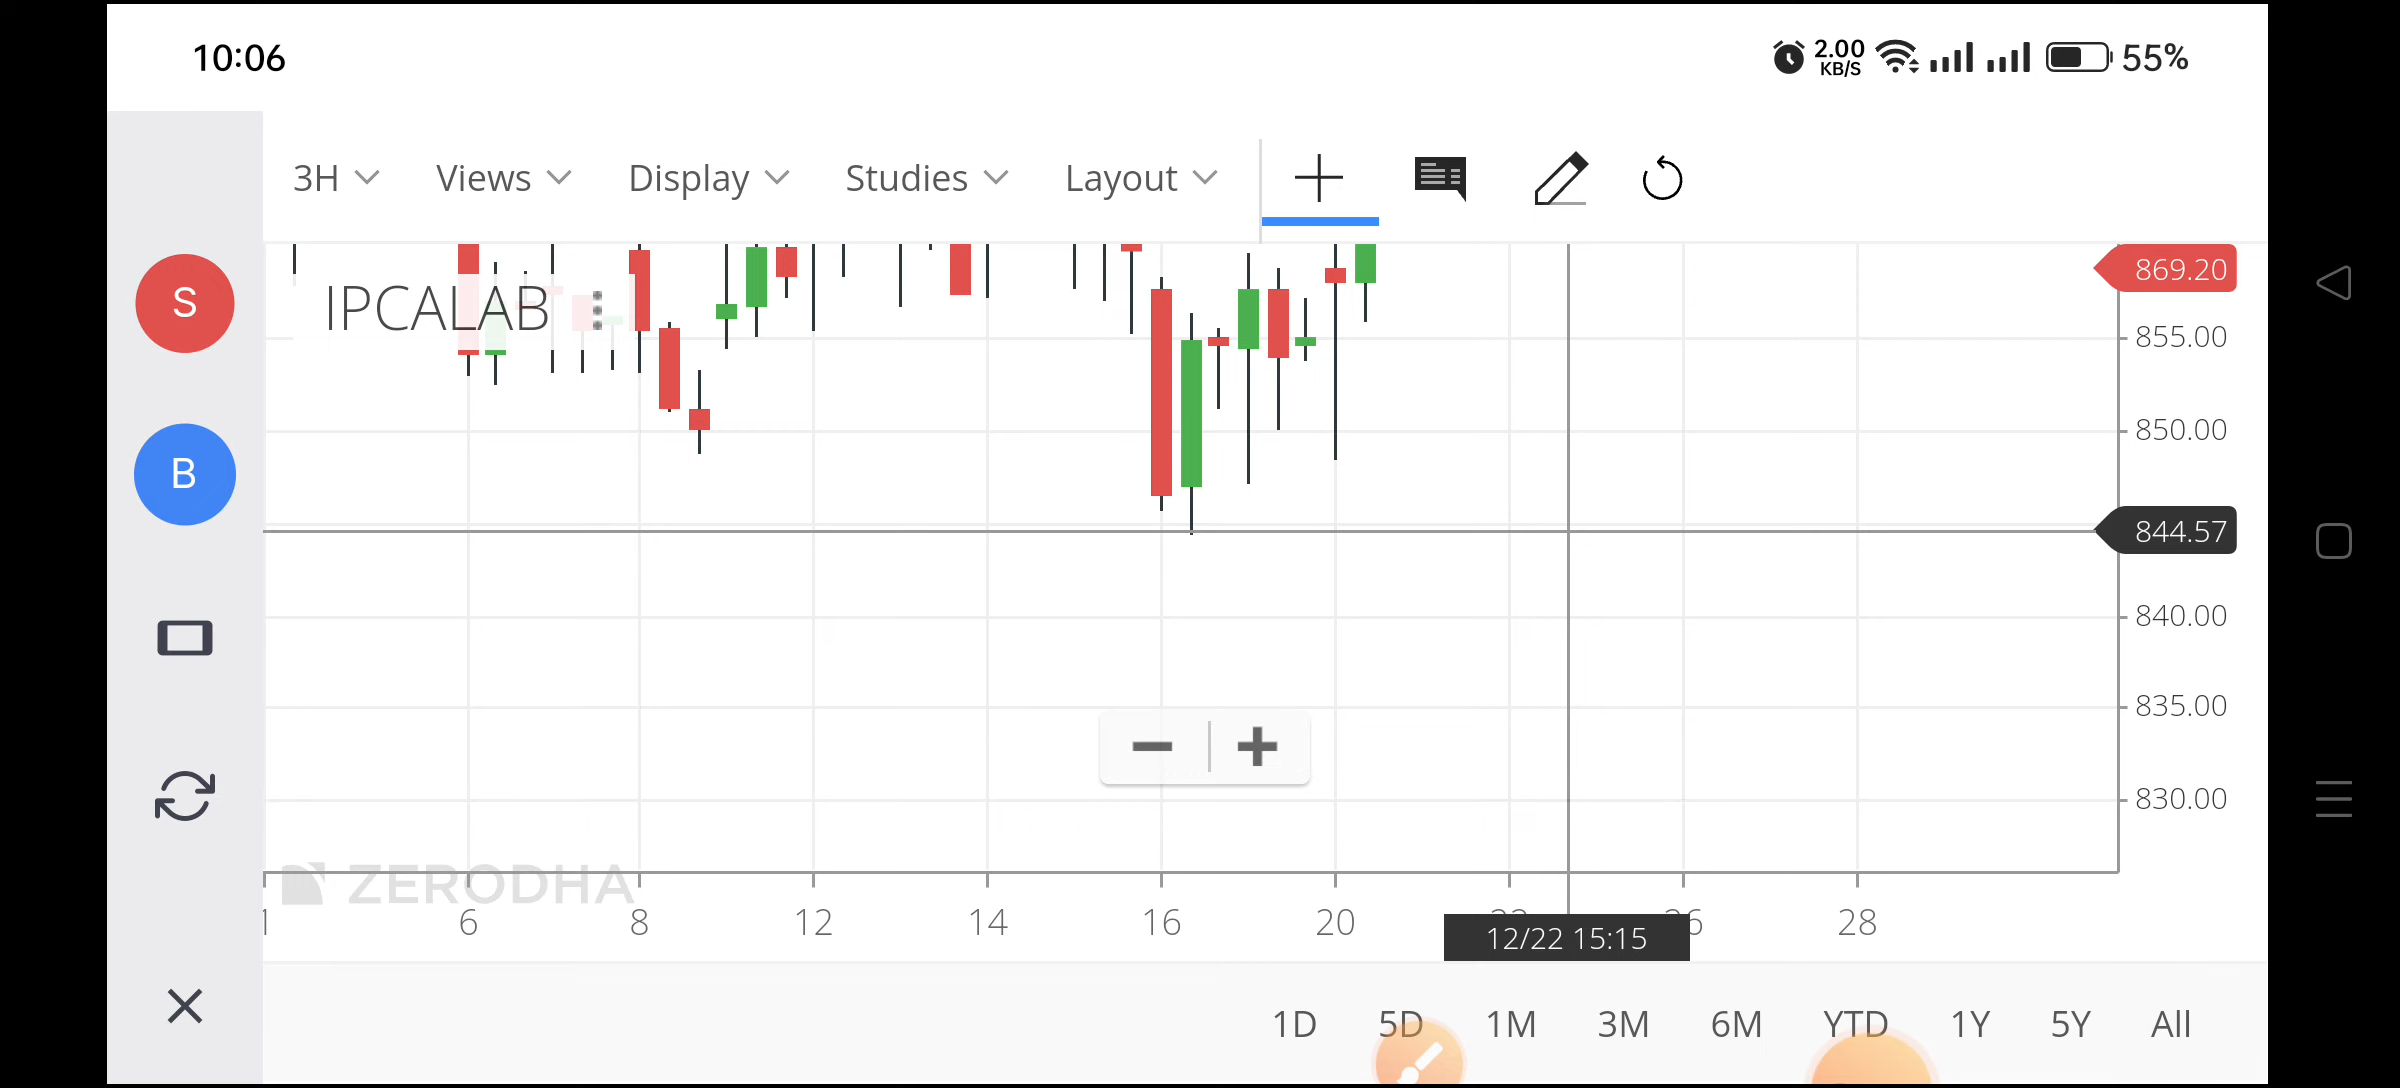 10:06
2.00
KB/S
55%
3H Views Display Studies Layout
S
IPCALAB
869.20
855.00
B
850.00
844.57
840.00
835.00
830.00
ZERODHA
6 8 12 14 16 20 28
12/22 15:15
1D 5D 1M 3M 6M YTD 1Y 5Y All